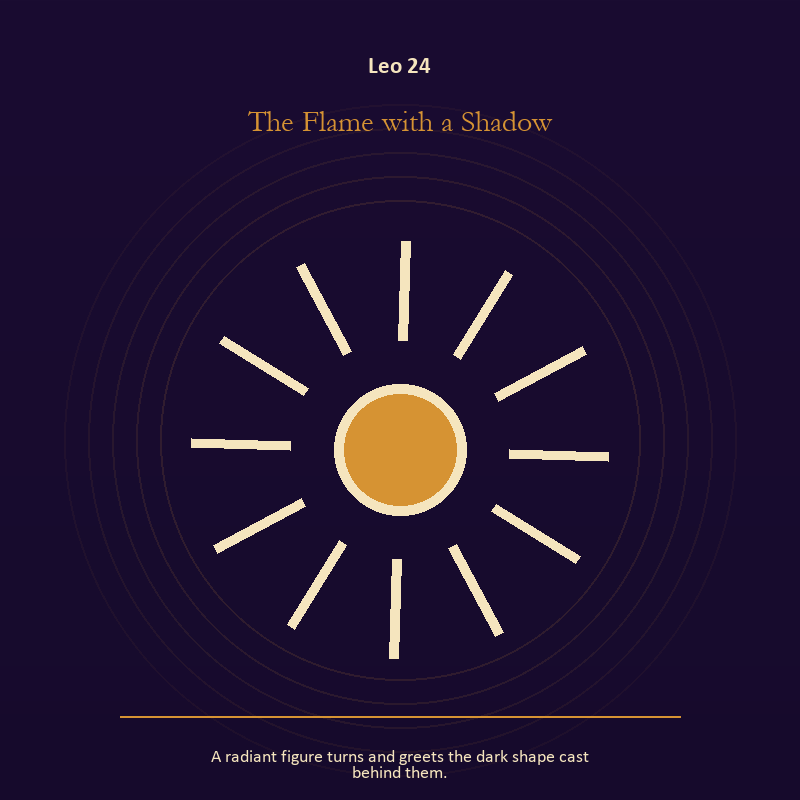 Leo 24
The Flame with a Shadow
A radiant figure turns and greets the dark shape cast
behind them.